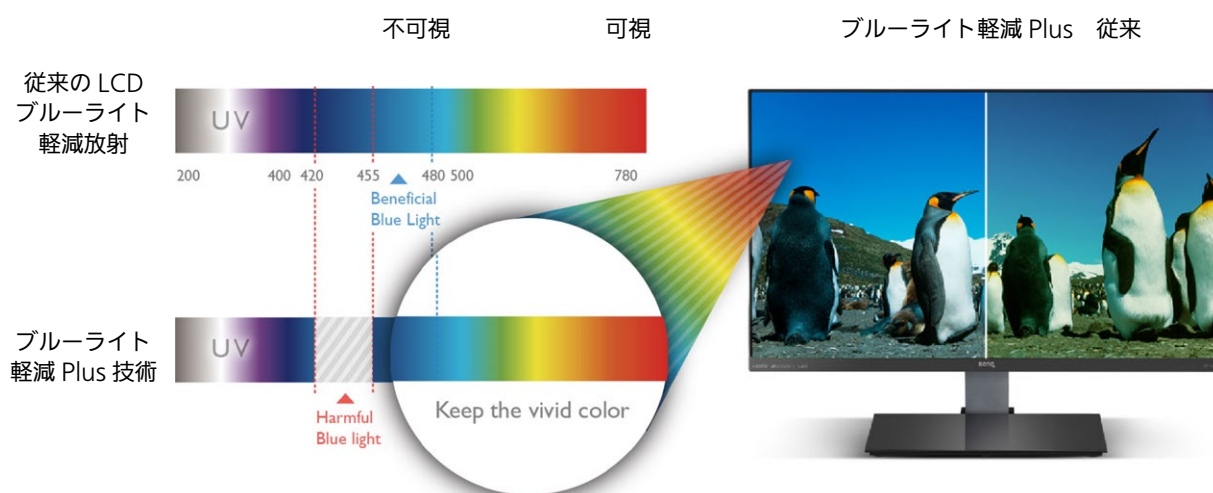 不可視 可視 ブルーライト軽減 Plus 従来
従来の LCD
ブルーライト
軽減放射
UV
200 400 420 455 480 500 780
Beneficial
Blue Light
ブルーライト
軽減 Plus 技術
UV
Keep the vivid color
Harmful
Blue light
BenQ